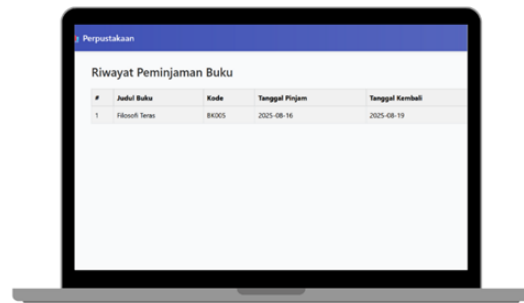 Perpustakaan
Riwayat Peminjaman Buku
# Judul Buku Kode Tanggal Pinjam Tanggal Kembali
1 Filosofi Teras BK005 2025-08-16 2025-08-19